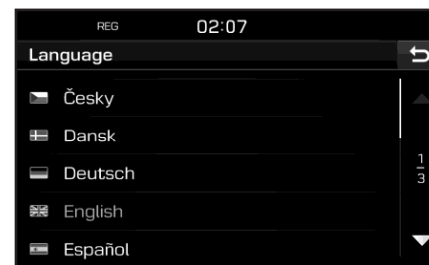 REG 02:07
Language
Česky
Dansk
Deutsch
English
Español
1
3